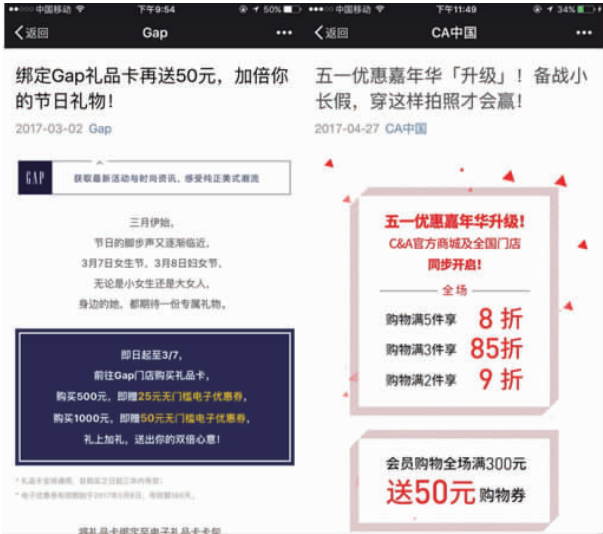 中国移动
下午9:54
50%
返回
Gap
绑定Gap礼品卡再送50元，加倍你
的节日礼物！
2017-03-02 Gap
GAP
获取最新活动与时尚资讯，感受纯正美式潮流
三月伊始，
节日的脚步声又逐渐临近，
3月7日女生节，3月8日妇女节，
无论是小女生还是大女人，
身边的她，都期待一份专属礼物。
即日起至3/7，
前往Gap门店购买礼品卡，
购买500元，即赠25元无门槛电子优惠券，
购买1000元，即赠50元无门槛电子优惠券，
礼上加礼，送出你的双倍心意！
将礼品卡绑定至电子礼品卡卡包
中国移动
下午11:49
34%
返回
CA中国
五一优惠嘉年华「升级」！备战小
长假，穿这样拍照才会赢！
2017-04-27 CA中国
五一优惠嘉年华升级！
C&A官方商城及全国门店
同步开启！
全场
购物满5件享 8折
购物满3件享 85折
购物满2件享 9折
会员购物全场满300元
送50元 购物券